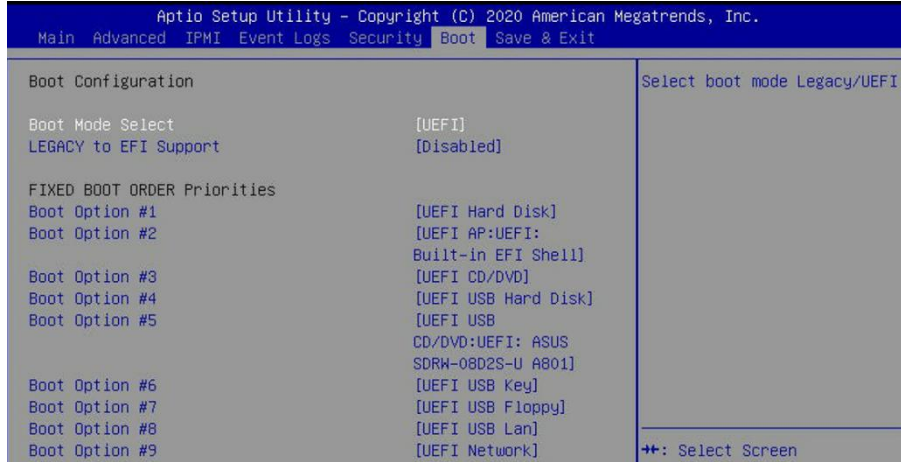 Aptio Setup Utility – Copyright (C) 2020 American Megatrends, Inc.
Main Advanced IPMI Event Logs Security Boot Save & Exit
Boot Configuration
Select boot mode Legacy/UEFI
Boot Mode Select [UEFI]
LEGACY to EFI Support [Disabled]
FIXED BOOT ORDER Priorities
Boot Option #1 [UEFI Hard Disk]
Boot Option #2 [UEFI AP:UEFI:
Built-in EFI Shell]
Boot Option #3 [UEFI CD/DVD]
Boot Option #4 [UEFI USB Hard Disk]
Boot Option #5 [UEFI USB
CD/DVD:UEFI: ASUS
SDRW-08D2S-U A801]
Boot Option #6 [UEFI USB Key]
Boot Option #7 [UEFI USB Floppy]
Boot Option #8 [UEFI USB Lan]
Boot Option #9 [UEFI Network]
→←: Select Screen